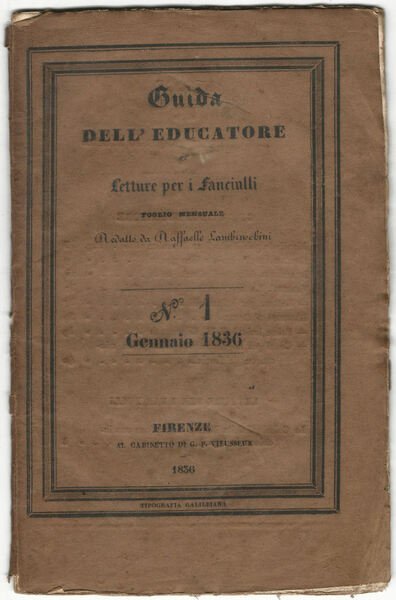 Guida
DELL' EDUCATORE
e
Letture per i Fanciulli
FOGLIO MENSUALE
Redatto da Raffaello Lambruschini
N.° 1
Gennaio 1836
FIRENZE
AL GABINETTO DI G. P. VIEUSSEUX
1836
TIPOGRAFIA GALILEIANA